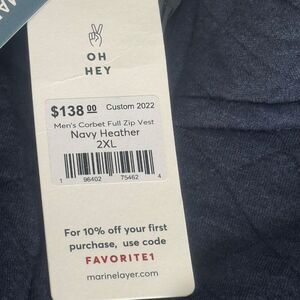 OH
HEY
$138.00 Custom 2022
Men's Corbet Full Zip Vest
Navy Heather
2XL
1 96402 75462 4
For 10% off your first
purchase, use code
FAVORITE1
marinelayer.com